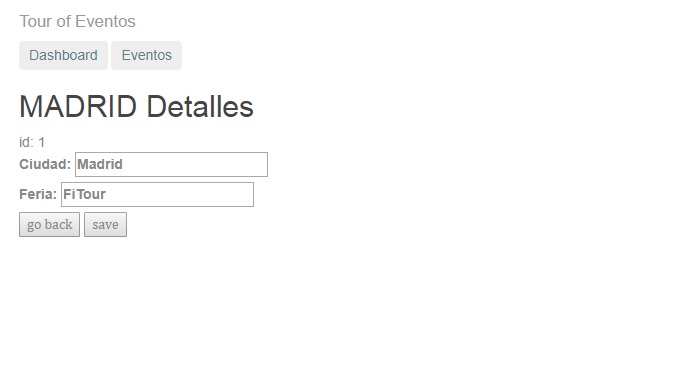 Tour of Eventos
Dashboard Eventos
MADRID Detalles
id: 1
Ciudad: Madrid
Feria: FiTour
go back save